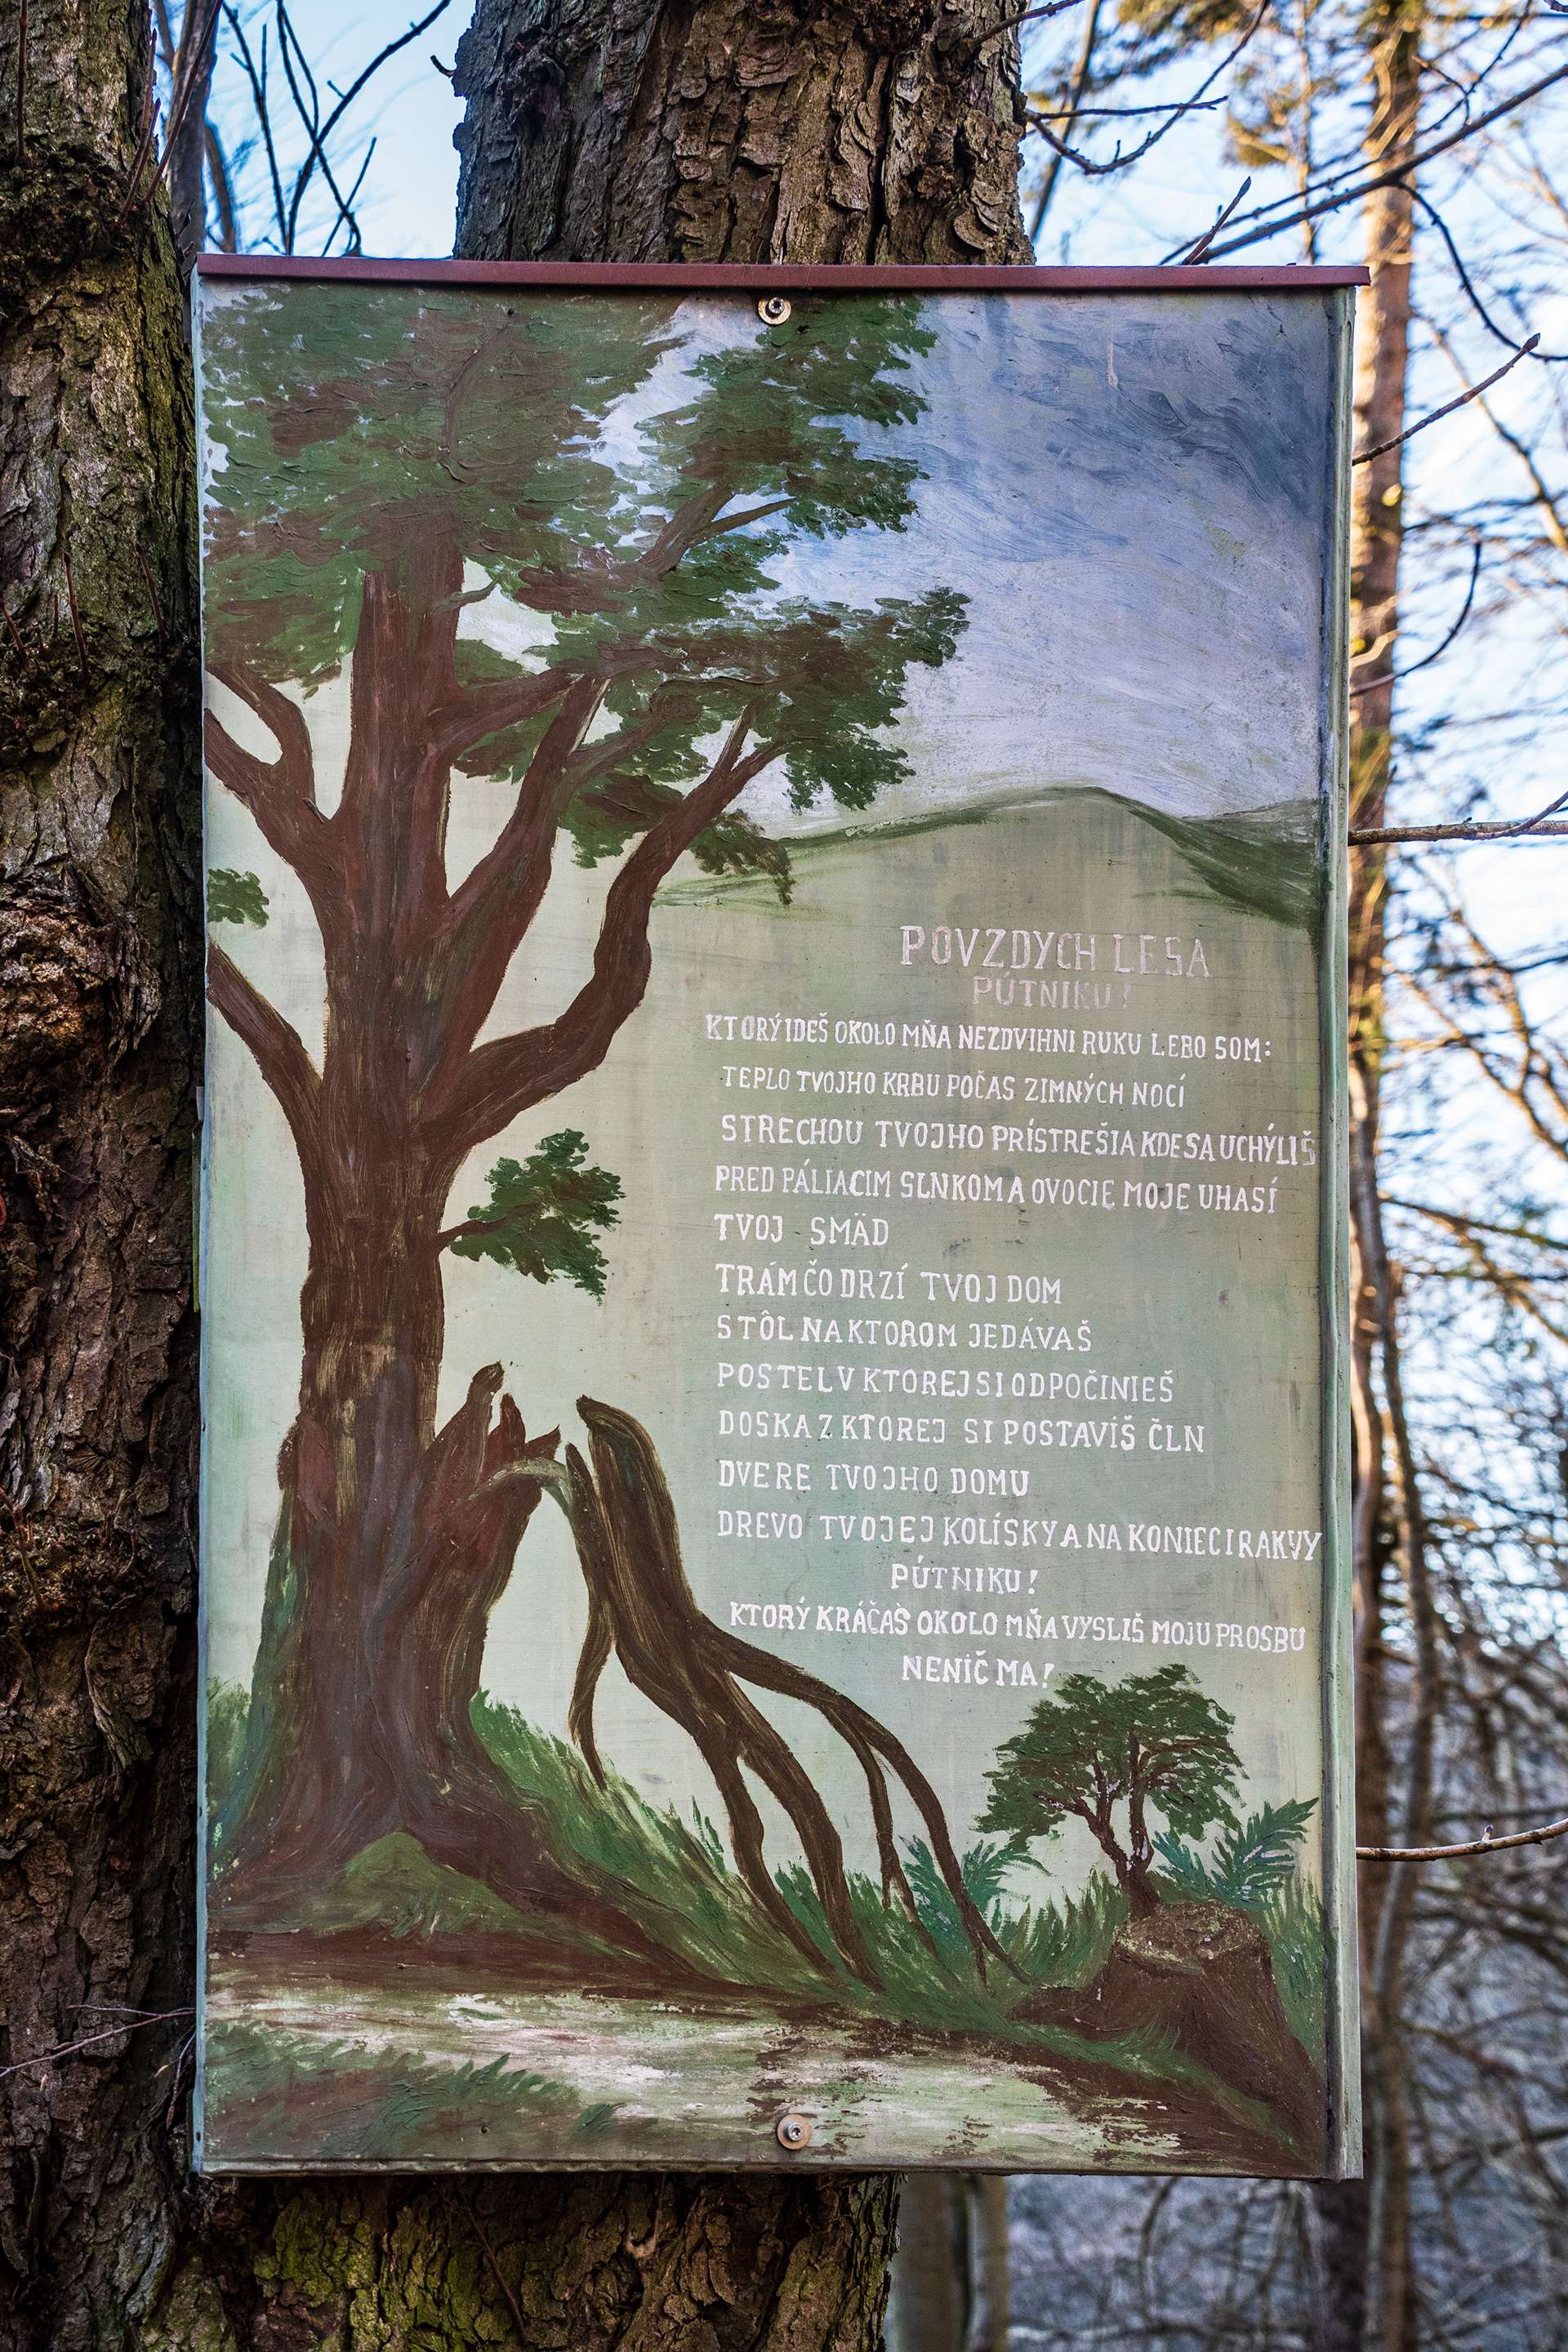 POVZDYCH LESA
PÚTNIKU!
KTORÝ IDEŠ OKOLO MŇA NEZDVIHNI RUKU LEBO SOM:
TEPLO TVOJHO KRBU POČAS ZIMNÝCH NOCÍ
STRECHOU TVOJHO PRÍSTREŠIA KDE SA UCHÝLIŠ
PRED PÁLIACIM SLNKOM A OVOCIE MOJE UHASÍ
TVOJ SMÄD
TRÁM ČO DRZÍ TVOJ DOM
STÔL NA KTOROM JEDÁVAŠ
POSTEL V KTOREJ SI ODPOČINIEŠ
DOSKA Z KTOREJ SI POSTAVÍŠ ČLN
DVERE TVOJHO DOMU
DREVO TVOJEJ KOLÍSKY A NA KONIEC I RAKVY
PÚTNIKU!
KTORÝ KRÁČAŠ OKOLO MŇA VYSLIŠ MOJU PROSBU
NENIČ MA!